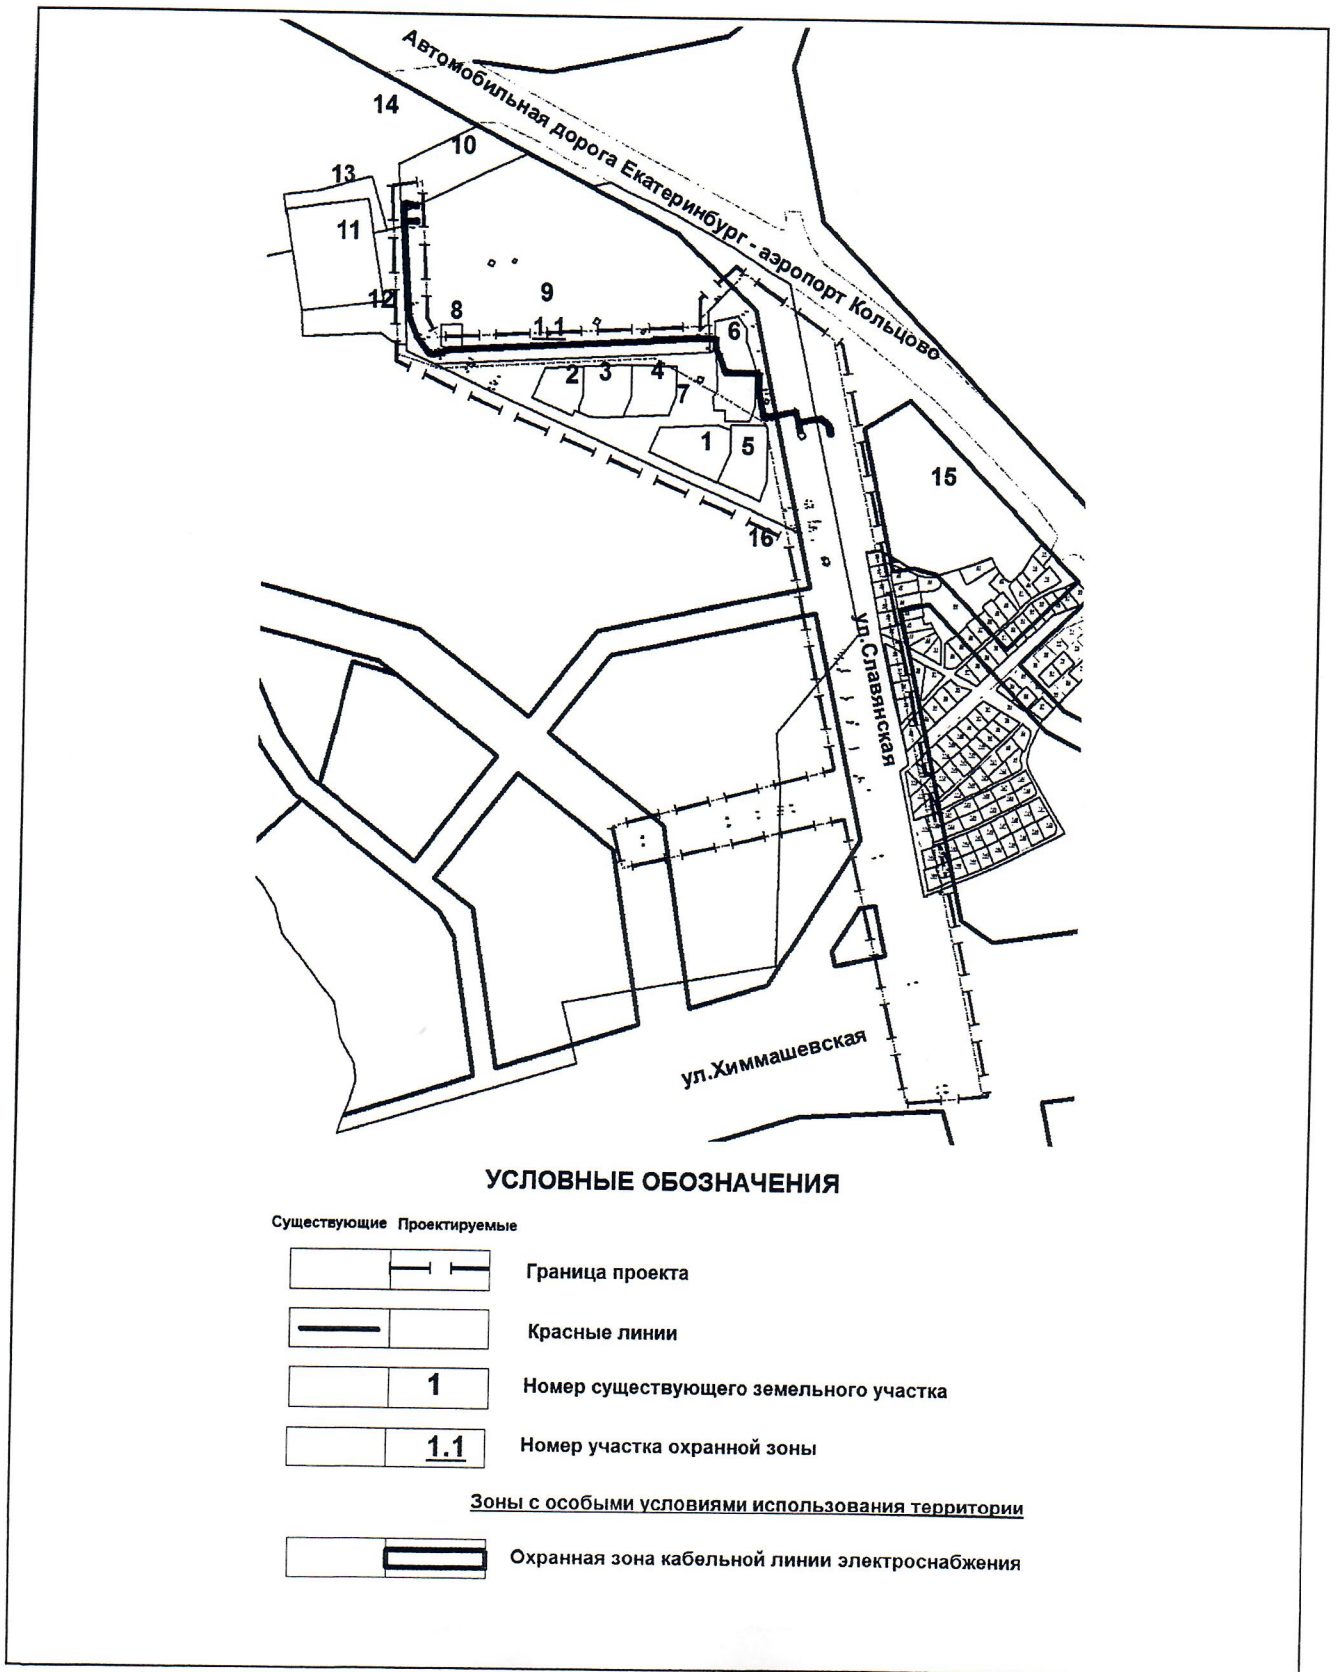 Автомобильная дорога Екатеринбург - аэропорт Кольцово
14
10
13
11
12
9
8
1.1
6
2
3
4
7
1
5
15
16
ул.Славянская
ул.Химмашевская
УСЛОВНЫЕ ОБОЗНАЧЕНИЯ
Существующие Проектируемые
Граница проекта
Красные линии
1 Номер существующего земельного участка
1.1 Номер участка охранной зоны
Зоны с особыми условиями использования территории
Охранная зона кабельной линии электроснабжения